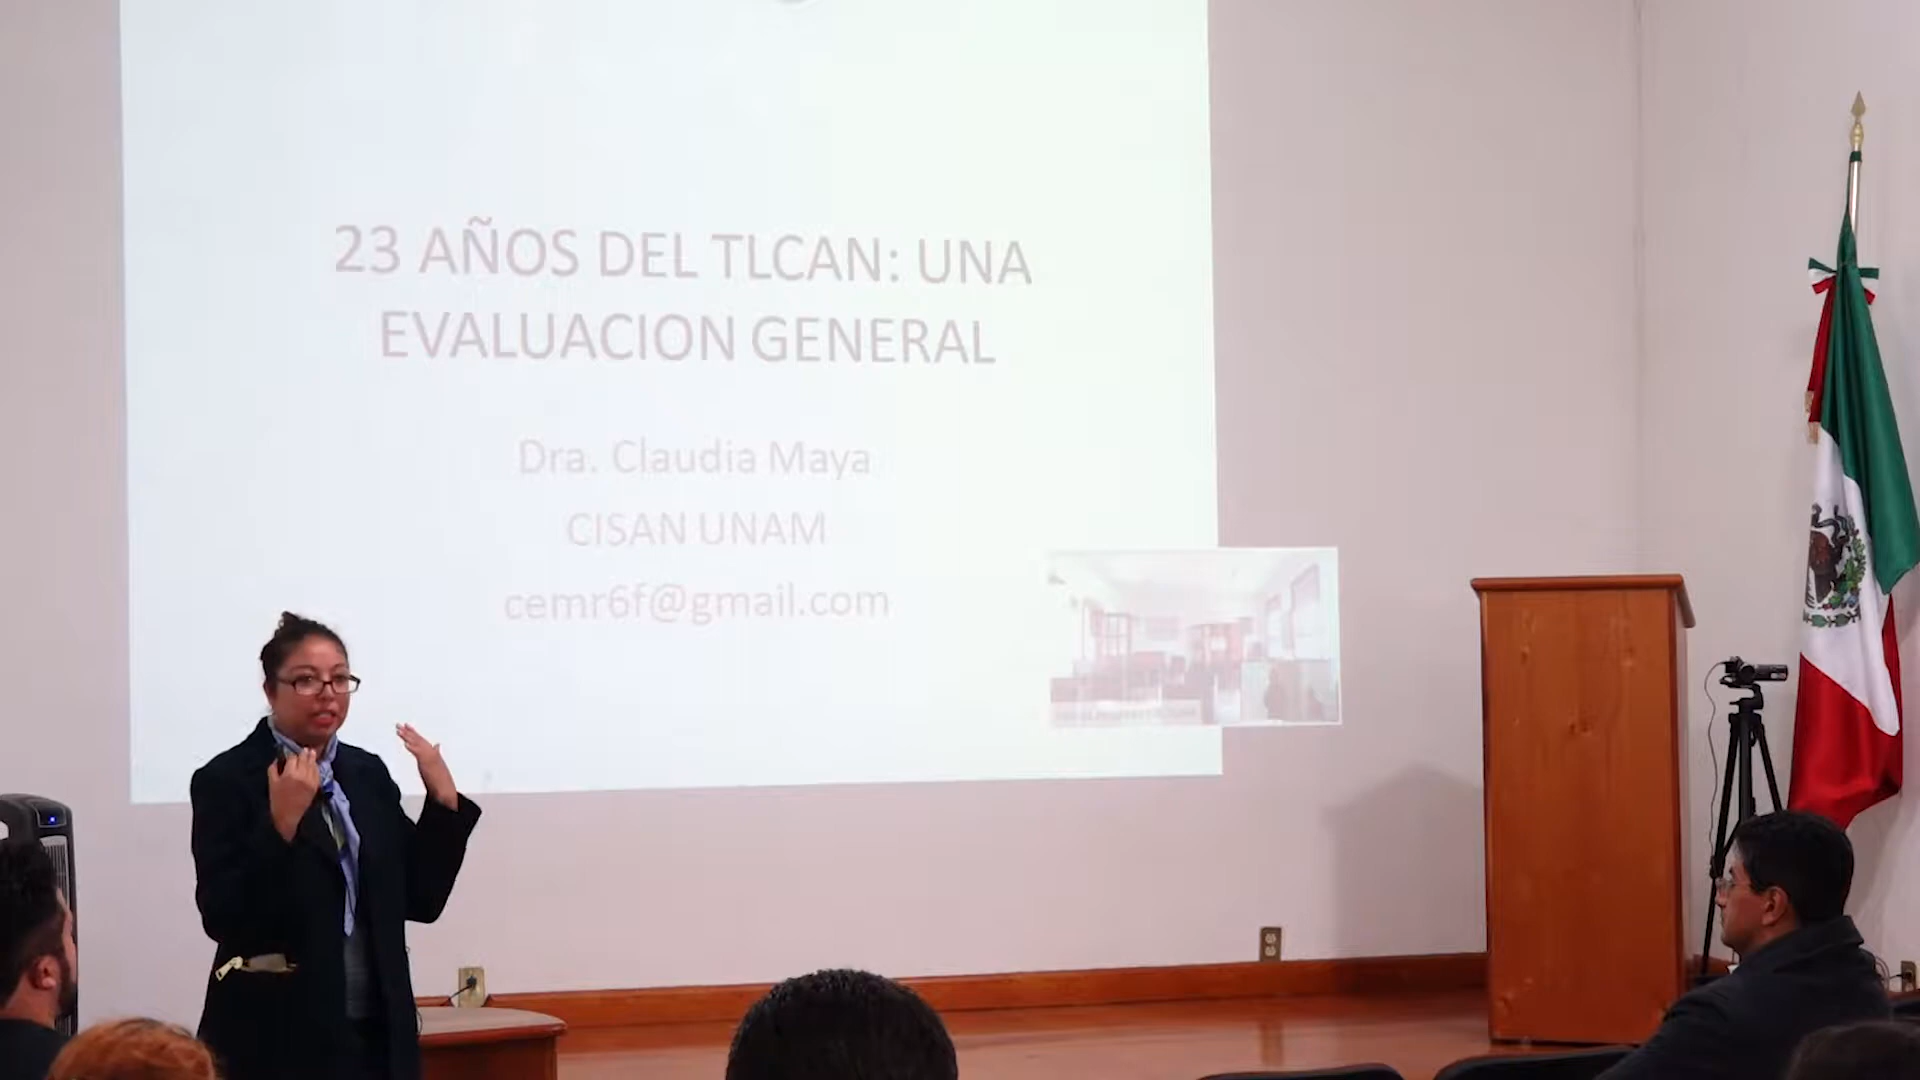 23 AÑOS DEL TLCAN: UNA
EVALUACION GENERAL
Dra. Claudia Maya
CISAN UNAM
cemr6f@gmail.com